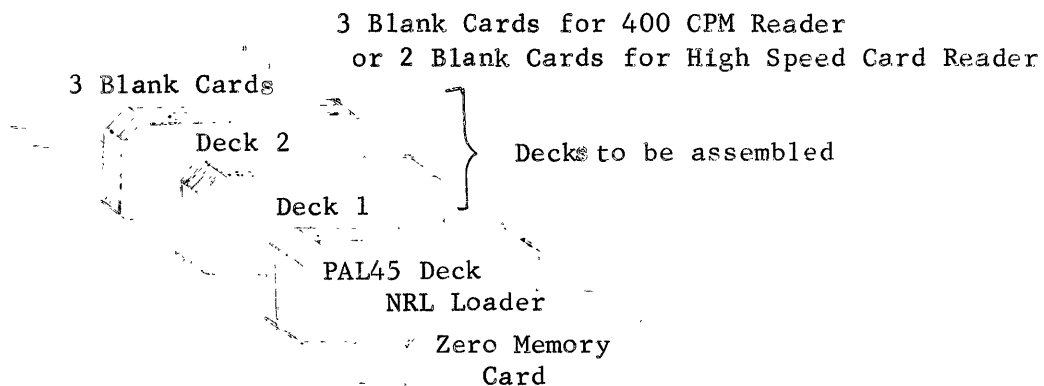 3 Blank Cards for 400 CPM Reader
or 2 Blank Cards for High Speed Card Reader
3 Blank Cards
Deck 2
Decks to be assembled
Deck 1
PAL45 Deck
NRL Loader
Zero Memory
Card